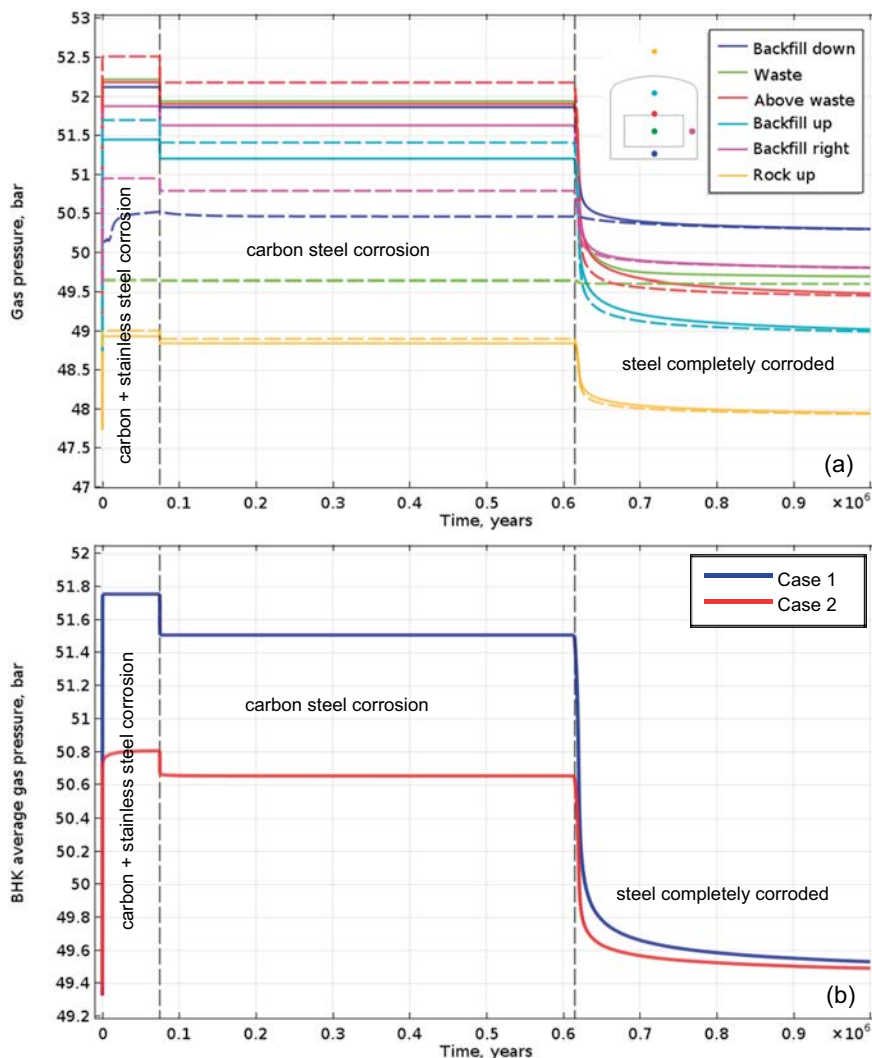 53
52.5
52
51.5
51
50.5
50
49.5
49
48.5
48
47.5
47
Gas pressure, bar
Backfill down
Waste
Above waste
Backfill up
Backfill right
Rock up
carbon + stainless steel corrosion
carbon steel corrosion
steel completely corroded
(a)
0 0.1 0.2 0.3 0.4 0.5 0.6 0.7 0.8 0.9 ×10⁶
Time, years
52
51.8
51.6
51.4
51.2
51
50.8
50.6
50.4
50.2
50
49.8
49.6
49.4
49.2
BHK average gas pressure, bar
Case 1
Case 2
carbon + stainless steel corrosion
carbon steel corrosion
steel completely corroded
(b)
0 0.1 0.2 0.3 0.4 0.5 0.6 0.7 0.8 0.9 ×10⁶
Time, years